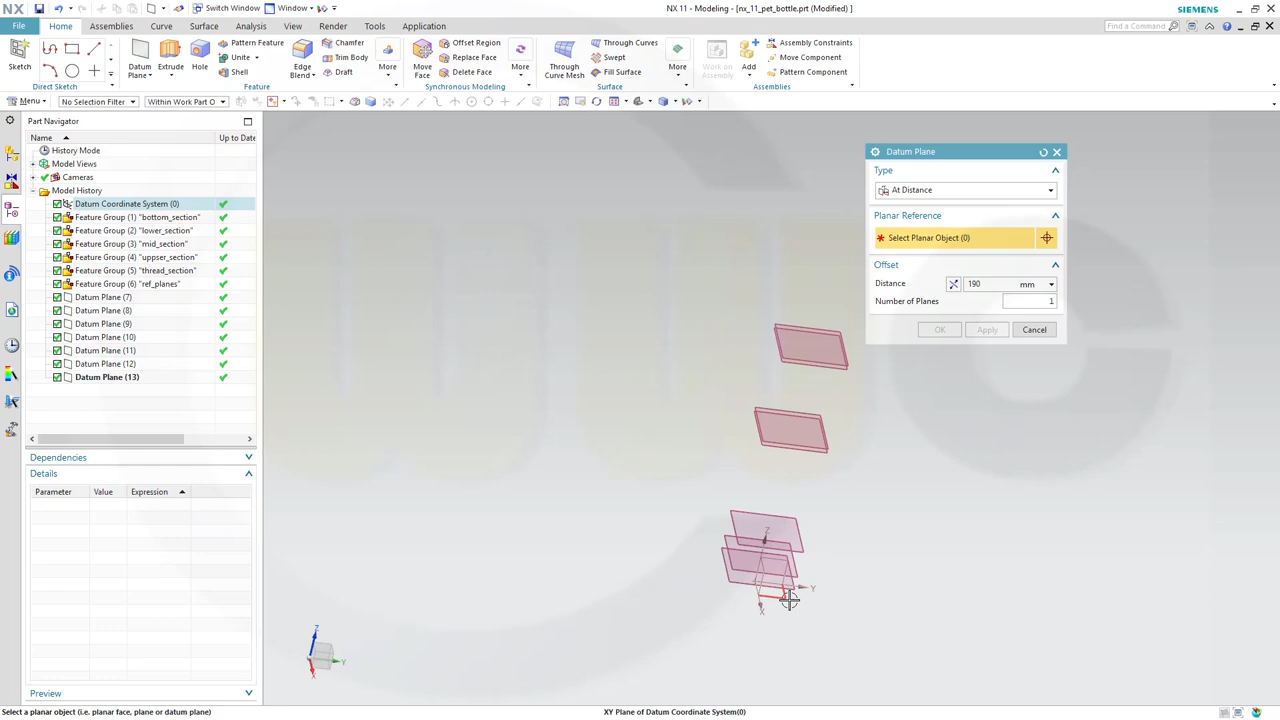 NX 11 - Modeling - [nx_11_pet_bottle.prt (Modified) ]
SIEMENS
Switch Window
Window
File
Home
Assemblies
Curve
Surface
Analysis
View
Render
Tools
Application
Find a Command
Sketch
Direct Sketch
Datum Plane
Extrude
Hole
Pattern Feature
Unite
Shell
Edge Blend
Chamfer
Trim Body
Draft
More
Feature
Move Face
Offset Region
Replace Face
Delete Face
More
Synchronous Modeling
Through Curve Mesh
Through Curves
Swept
Fill Surface
More
Surface
Work on Assembly
Add
Assembly Constraints
Move Component
Pattern Component
Assemblies
Menu
No Selection Filter
Within Work Part O
Part Navigator
Name
Up to Date
History Mode
Model Views
Cameras
Model History
Datum Coordinate System (0)
Feature Group (1) "bottom_section"
Feature Group (2) "lower_section"
Feature Group (3) "mid_section"
Feature Group (4) "uppser_section"
Feature Group (5) "thread_section"
Feature Group (6) "ref_planes"
Datum Plane (7)
Datum Plane (8)
Datum Plane (9)
Datum Plane (10)
Datum Plane (11)
Datum Plane (12)
Datum Plane (13)
Dependencies
Details
Parameter
Value
Expression
Preview
Datum Plane
Type
At Distance
Planar Reference
Select Planar Object (0)
Offset
Distance
190
mm
Number of Planes
1
OK
Apply
Cancel
Z
Y
X
Z
Y
X
Select a planar object (i.e. planar face, plane or datum plane)
XY Plane of Datum Coordinate System(0)